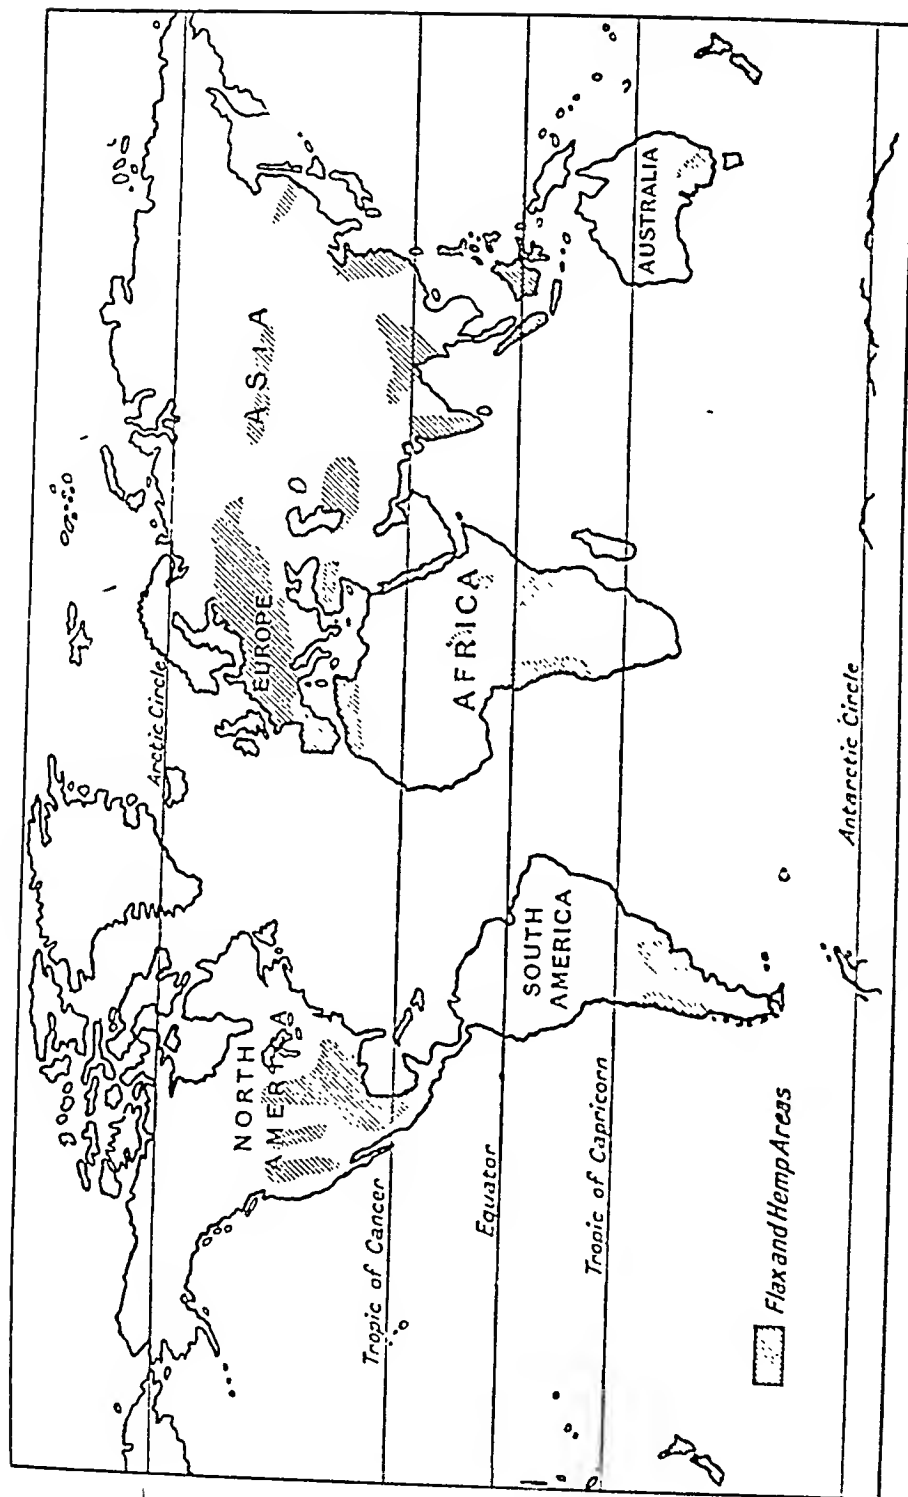 Arctic Circle
NORTH
AMERICA
EUROPE
ASIA
Tropic of Cancer
AFRICA
Equator
SOUTH
AMERICA
AUSTRALIA
Tropic of Capricorn
Antarctic Circle
Flax and Hemp Areas